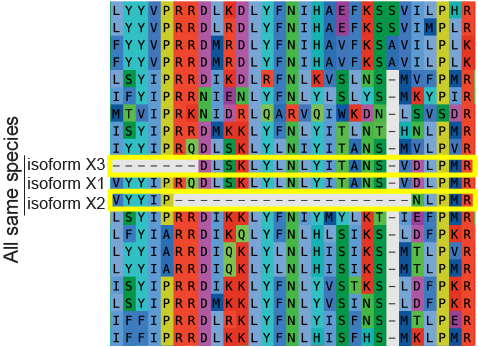 All same species
L Y Y V P R R D L K D L Y F N I H A E F K S S V I L P H R
L Y Y V P R R D L R D L Y F N I H A V F K S S V I M P L R
F Y Y V P R R D M R D L Y F N I H A V F K S A V I L P L K
F Y Y V P R R D M R D L Y F N I H A V F K S A V I L P L K
L S Y I P R R D I K D L R F N L K V S L N S - M V F P M R
I F Y I P R R N I E N L Y F N L Y S L Y L S - M K Y P I R
M T V I P R K N I D R L Q A R V Q I W K D N - L S V S D R
I S Y I P R R D M K K L Y F N L Y I T L N T - H N L P M R
I Y Y I P R Q D L S K L Y L N L Y I T A N S - M V L P V R
isoform X3 - - - - - - - D L S K L Y L N L Y I T A N S - V D L P M R
isoform X1 V Y Y I P R Q D L S K L Y L N L Y I T A N S - V D L P M R
isoform X2 V Y Y I P - - - - - - - - - - - - - - - - - - - N L P M R
L S Y I P R R D I K K L Y F N I Y M Y L K T - I E F P M R
L F Y I A R R D I K Q L Y F N L H I S I K S - L D F P K R
L Y Y I A R R D I Q K L Y L N L H I S I K S - M T L P V R
L Y Y I A R R D I Q K L Y L N L H I S I K S - M T L P M R
I S Y I P R R D L K K L Y F N L Y V S T K S - L D F P K R
L S Y I P R R D M K K L Y L N L Y V S I N S - L D F P K R
I F F I P R R D L R K L Y L N L Y I S F N S - M T L P E R
I F F I P R R D L K K L Y F N L H I S F H S - K L P M R